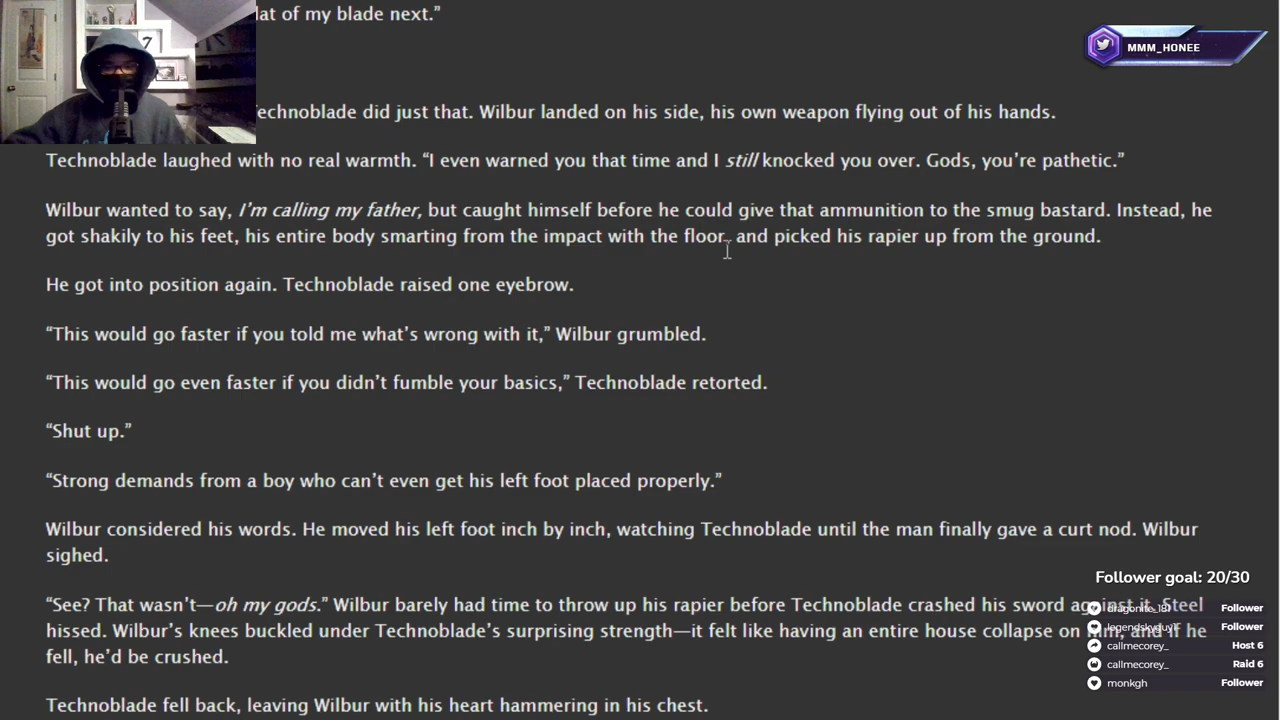 lat of my blade next.”
MMM_HONEE
echnoblade did just that. Wilbur landed on his side, his own weapon flying out of his hands.
Technoblade laughed with no real warmth. “I even warned you that time and I still knocked you over. Gods, you’re pathetic.”
Wilbur wanted to say, I’m calling my father, but caught himself before he could give that ammunition to the smug bastard. Instead, he
got shakily to his feet, his entire body smarting from the impact with the floor, and picked his rapier up from the ground.
He got into position again. Technoblade raised one eyebrow.
“This would go faster if you told me what’s wrong with it,” Wilbur grumbled.
“This would go even faster if you didn’t fumble your basics,” Technoblade retorted.
“Shut up.”
“Strong demands from a boy who can’t even get his left foot placed properly.”
Wilbur considered his words. He moved his left foot inch by inch, watching Technoblade until the man finally gave a curt nod. Wilbur
sighed.
“See? That wasn’t—oh my gods.” Wilbur barely had time to throw up his rapier before Technoblade crashed his sword against it. Steel
hissed. Wilbur’s knees buckled under Technoblade’s surprising strength—it felt like having an entire house collapse on him, and if he
fell, he’d be crushed.
Technoblade fell back, leaving Wilbur with his heart hammering in his chest.
Follower goal: 20/30
dragonite_181 Follower
Follower
callmecorey_ Host 6
callmecorey_ Raid 6
monkgh Follower